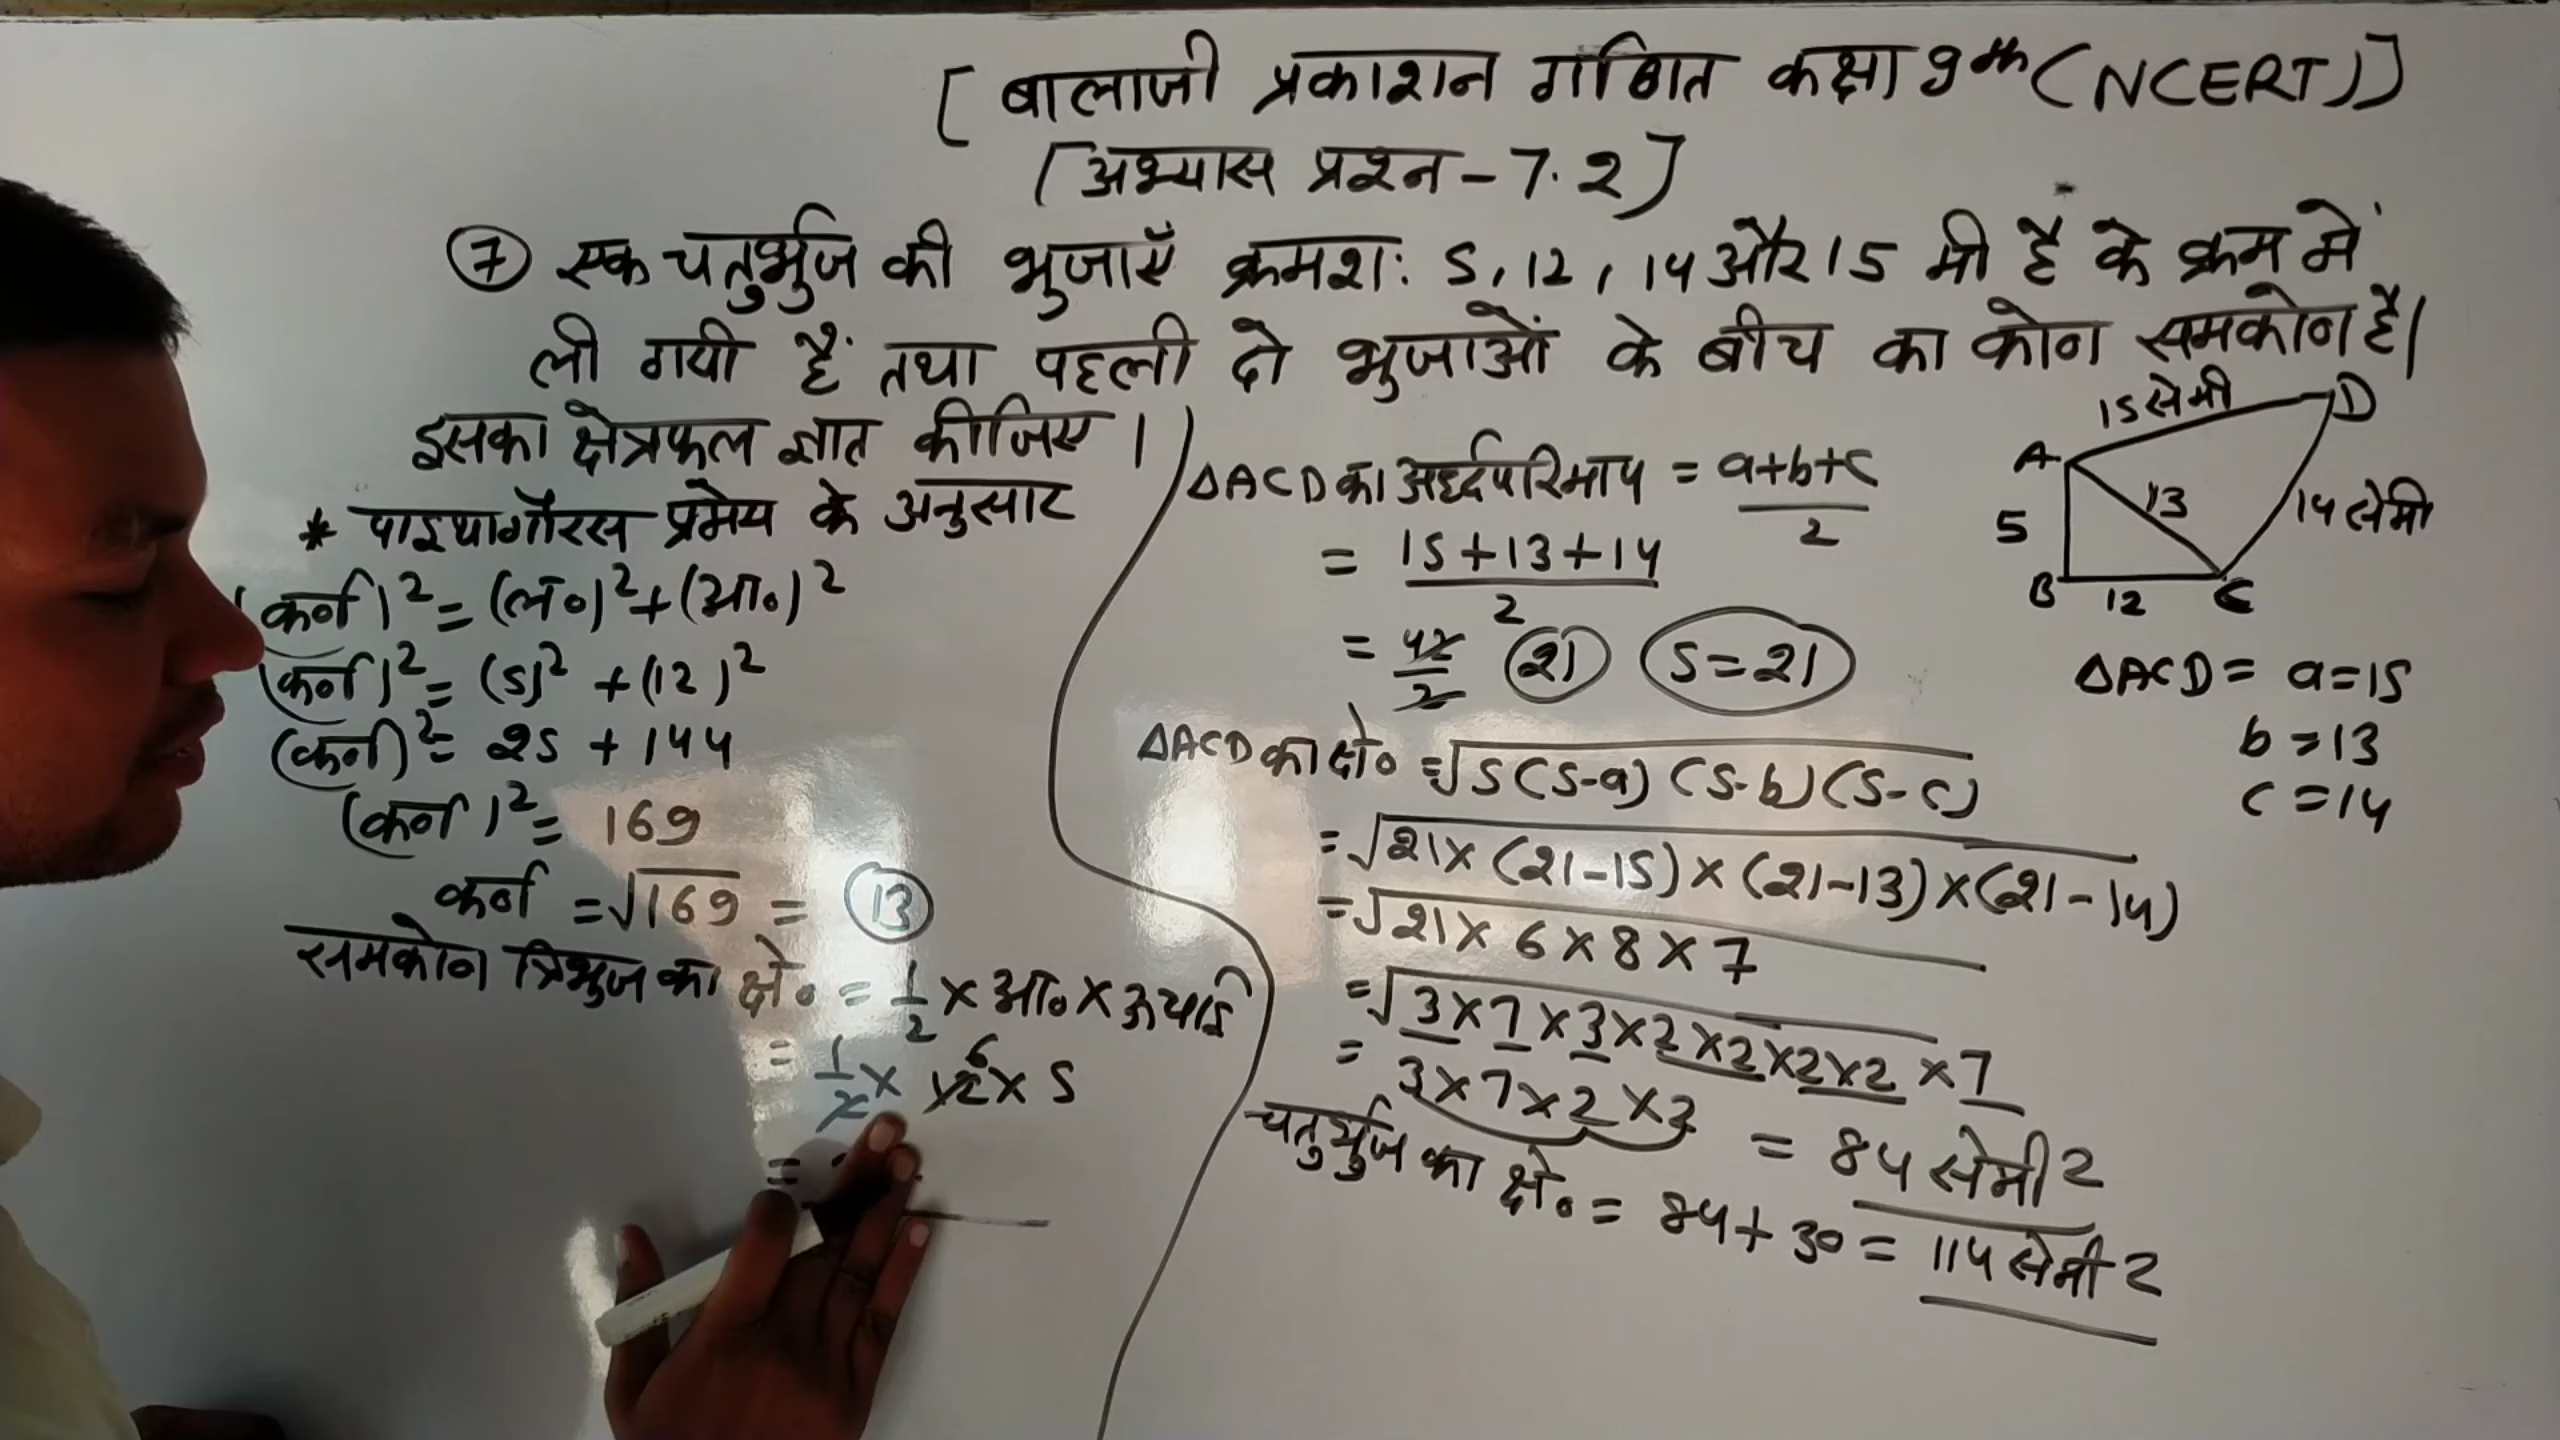 [ बालाजी प्रकाशन गणित कक्षा 9th (NCERT)]
[अभ्यास प्रश्न - 7.2]
(7) एक चतुर्भुज की भुजाएँ क्रमशः 5, 12, 14 और 15 मी है के क्रम में
ली गयी हैं तथा पहली दो भुजाओं के बीच का कोण समकोण है।
इसका क्षेत्रफल ज्ञात कीजिए।
* पाइथागॉरस प्रमेय के अनुसार
(कर्ण)² = (लं०)² + (आ०)²
(कर्ण)² = (5)² + (12)²
(कर्ण)² = 25 + 144
(कर्ण)² = 169
कर्ण = √169 = 13
समकोण त्रिभुज का क्षे० = 1/2 × आ० × ऊचाई
= 1/2 × 12 6 × 5
=
ΔACD का अर्द्धपरिमाप = a+b+c/2
= 15+13+14/2
= 42/2 21 S=21
ΔACD का क्षे० = √S(S-a)(S-b)(S-c)
= √21×(21-15)×(21-13)×(21-14)
= √21×6×8×7
= √3×7×3×2×2×2×2×7
= 3×7×2×2
= 84 सेमी2
चतुर्भुज का क्षे० = 84+30 = 114 सेमी2
15 सेमी
D
A
13
14 सेमी
5
B
12
C
ΔACD = a=15
b=13
c=14